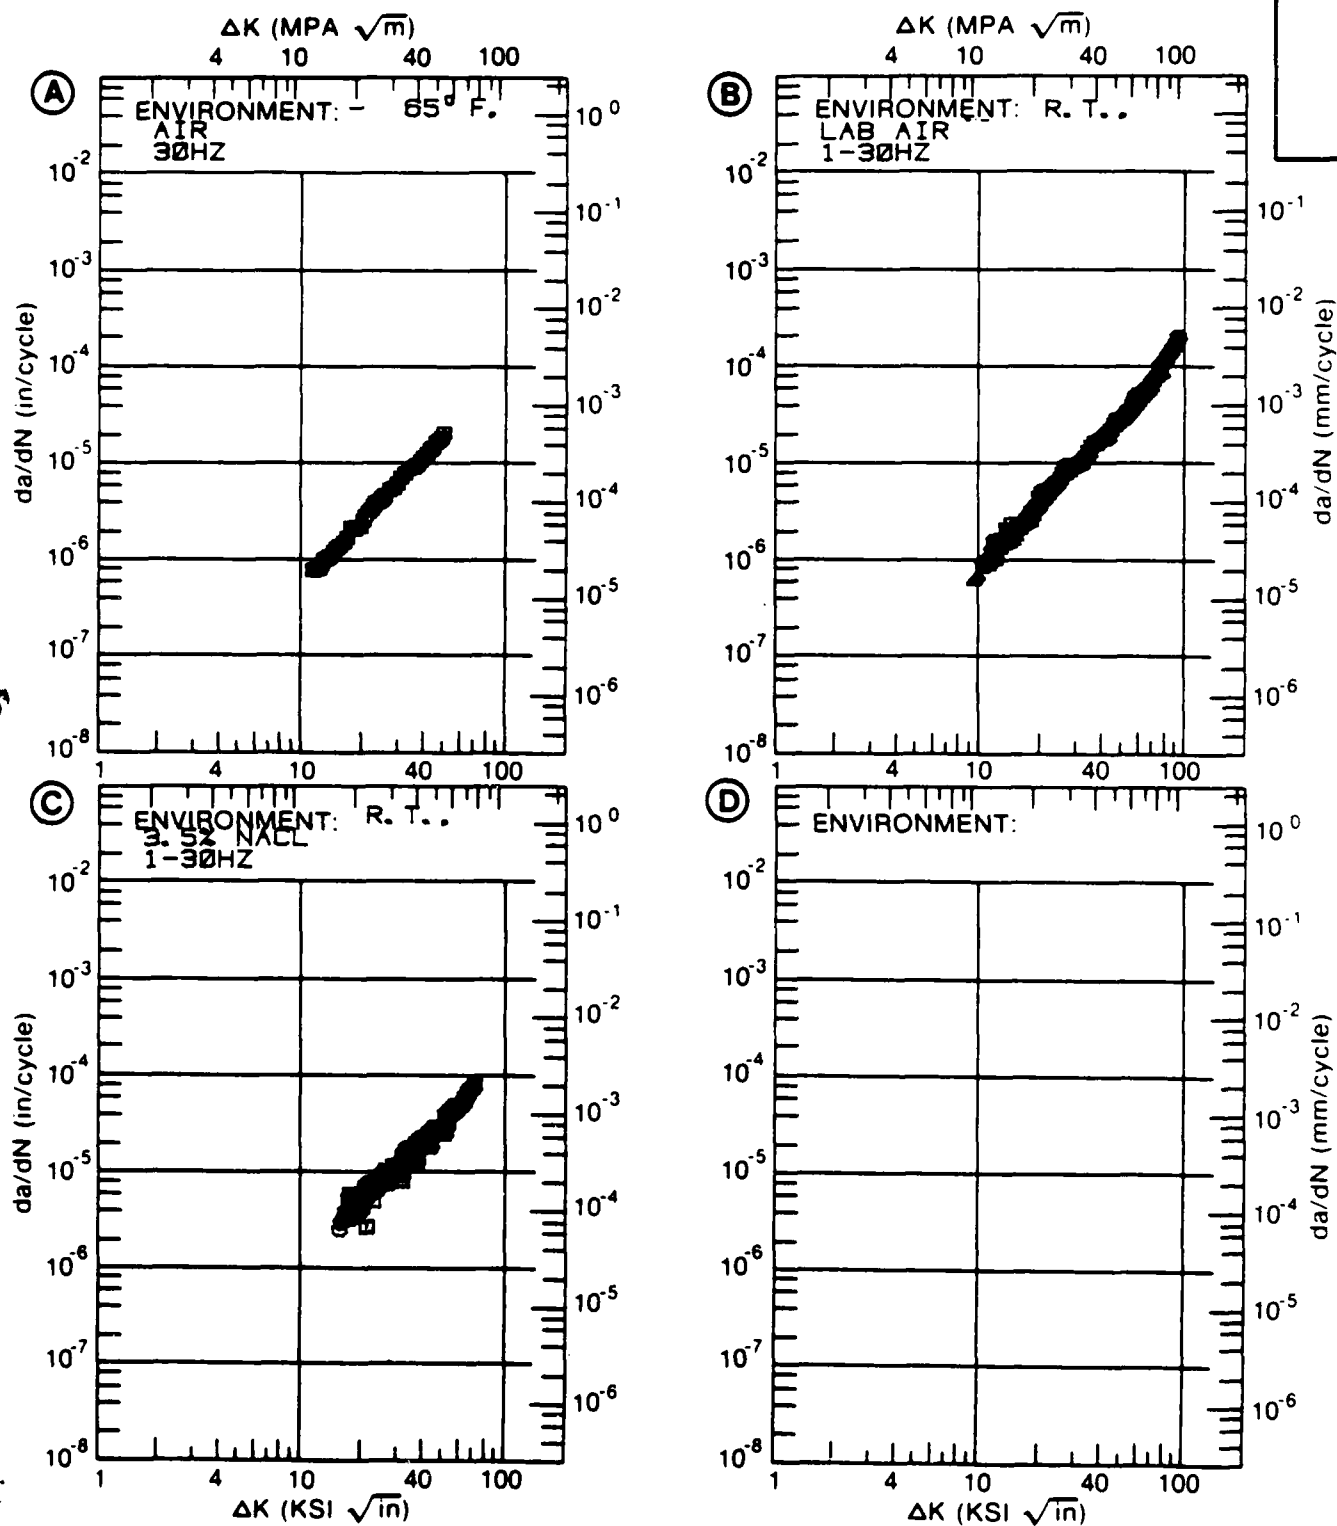 ΔK (MPA √m)
4 10 40 100
A
ENVIRONMENT: - 65° F.
AIR
30HZ
10^0
10^-2
10^-1
10^-3
10^-2
10^-4
10^-3
10^-5
10^-4
10^-6
10^-5
10^-7
10^-6
10^-8
da/dN (in/cycle)
1 4 10 40 100
ΔK (MPA √m)
4 10 40 100
B
ENVIRONMENT: R.T.,
LAB AIR
1-30HZ
10^-2
10^-1
10^-3
10^-2
10^-4
10^-3
10^-5
10^-4
10^-6
10^-5
10^-7
10^-6
10^-8
da/dN (mm/cycle)
1 4 10 40 100
C
ENVIRONMENT: R.T.,
3.5% NACL
1-30HZ
10^0
10^-2
10^-1
10^-3
10^-2
10^-4
10^-3
10^-5
10^-4
10^-6
10^-5
10^-7
10^-6
10^-8
da/dN (in/cycle)
1 4 10 40 100
ΔK (KSI √in)
D
ENVIRONMENT:
10^0
10^-2
10^-1
10^-3
10^-2
10^-4
10^-3
10^-5
10^-4
10^-6
10^-5
10^-7
10^-6
10^-8
da/dN (mm/cycle)
1 4 10 40 100
ΔK (KSI √in)